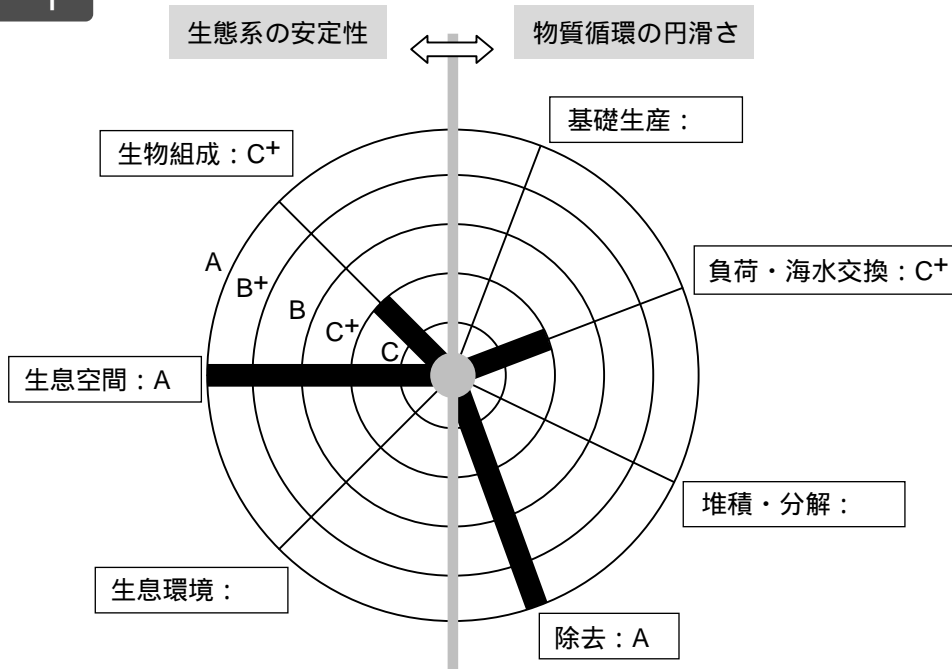 生態系の安定性
物質循環の円滑さ
基礎生産：
生物組成：C+
負荷・海水交換：C+
A
B+
B
C+
C
生息空間：A
堆積・分解：
生息環境：
除去：A